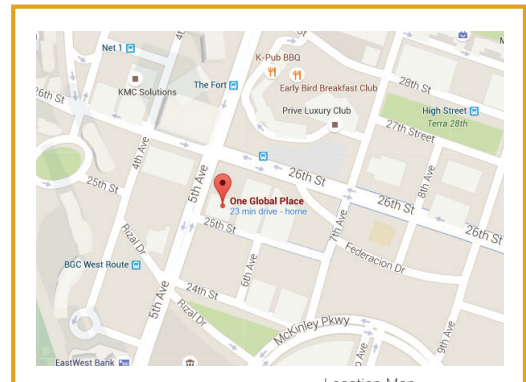 Net 1
K-Pub BBQ
The Fort
Early Bird Breakfast Club
28th St
KMC Solutions
Prive Luxury Club
High Street
26th St
Terra 28th
27th Street
4th Ave
5th Ave
26th St
8th Ave
25th St
One Global Place
23 min drive - home
26th St
26th St
Rizal Dr
25th St
7th Ave
Federacion Dr
BGC West Route
6th Ave
24th St
5th Ave
Rizal Dr
McKinley Pkwy
9th Ave
EastWest Bank
Location Map